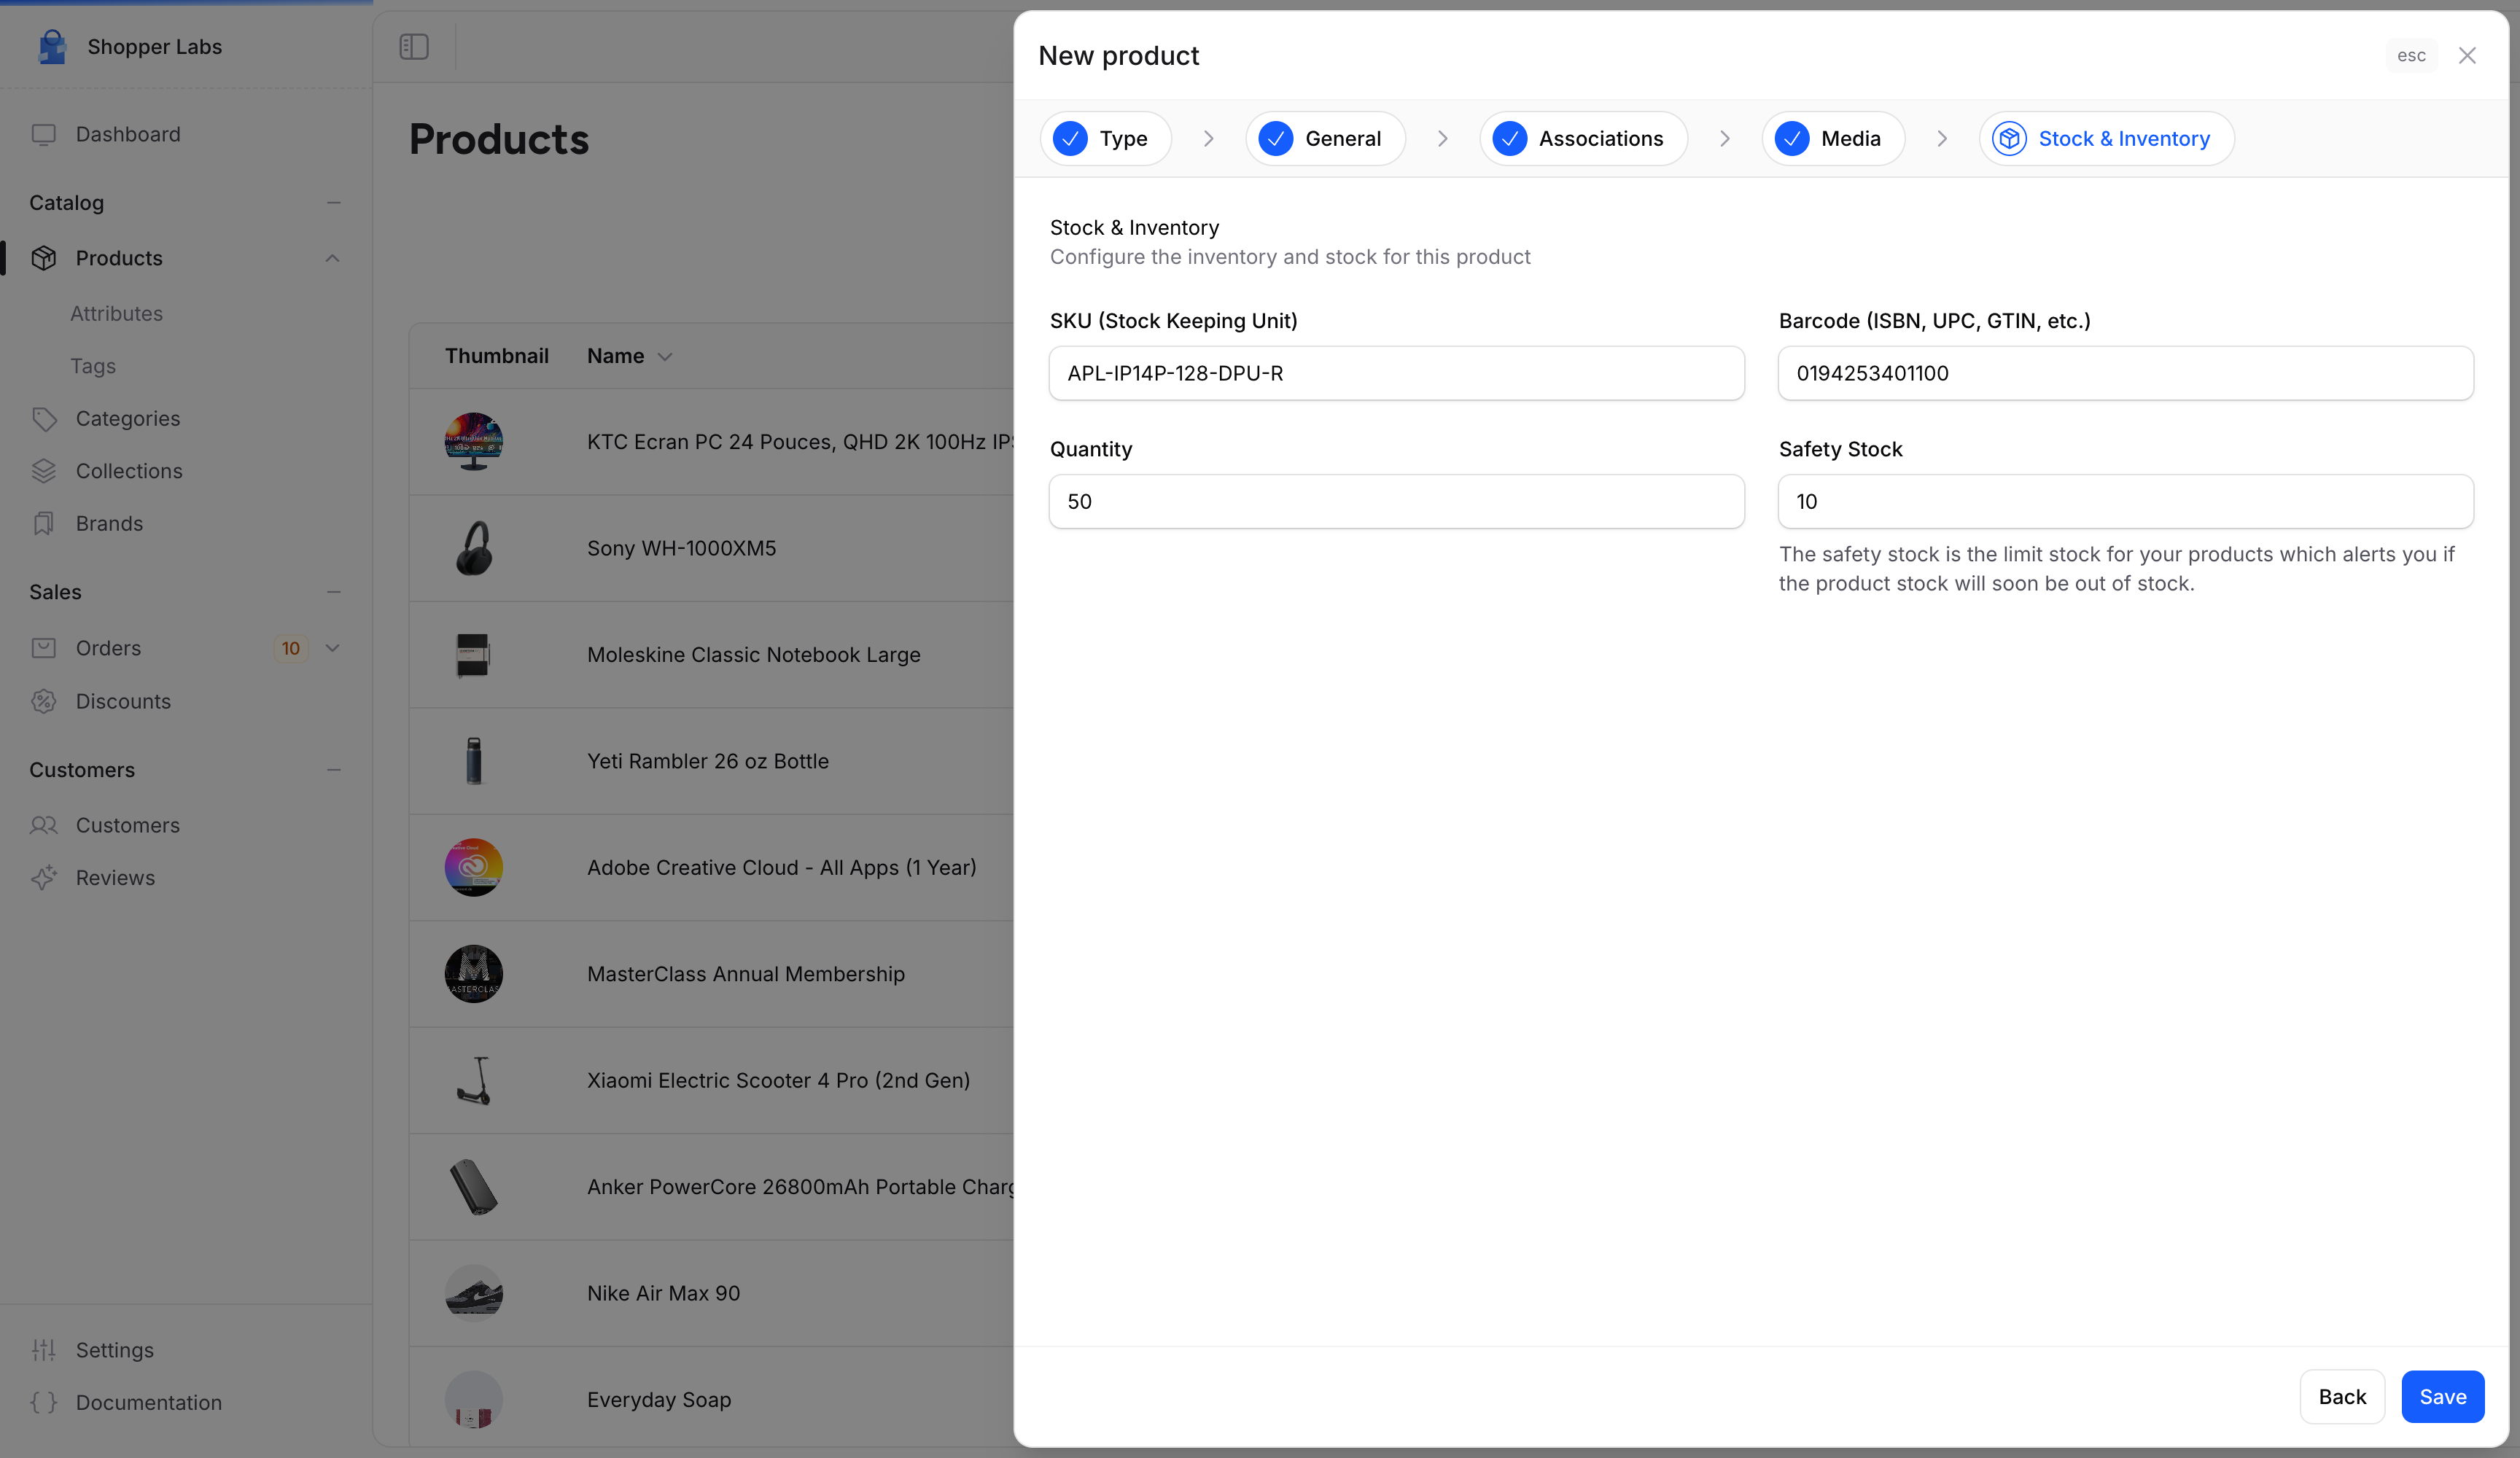 Shopper Labs
Dashboard
Catalog
Products
Attributes
Tags
Categories
Collections
Brands
Sales
Orders 10
Discounts
Customers
Customers
Reviews
Settings
Documentation
Products
Thumbnail Name
KTC Ecran PC 24 Pouces, QHD 2K 100Hz IPS
Sony WH-1000XM5
Moleskine Classic Notebook Large
Yeti Rambler 26 oz Bottle
Adobe Creative Cloud - All Apps (1 Year)
MasterClass Annual Membership
Xiaomi Electric Scooter 4 Pro (2nd Gen)
Anker PowerCore 26800mAh Portable Charg
Nike Air Max 90
Everyday Soap
New product
esc
Type General Associations Media Stock & Inventory
Stock & Inventory
Configure the inventory and stock for this product
SKU (Stock Keeping Unit)
APL-IP14P-128-DPU-R
Barcode (ISBN, UPC, GTIN, etc.)
0194253401100
Quantity
50
Safety Stock
10
The safety stock is the limit stock for your products which alerts you if
the product stock will soon be out of stock.
Back Save